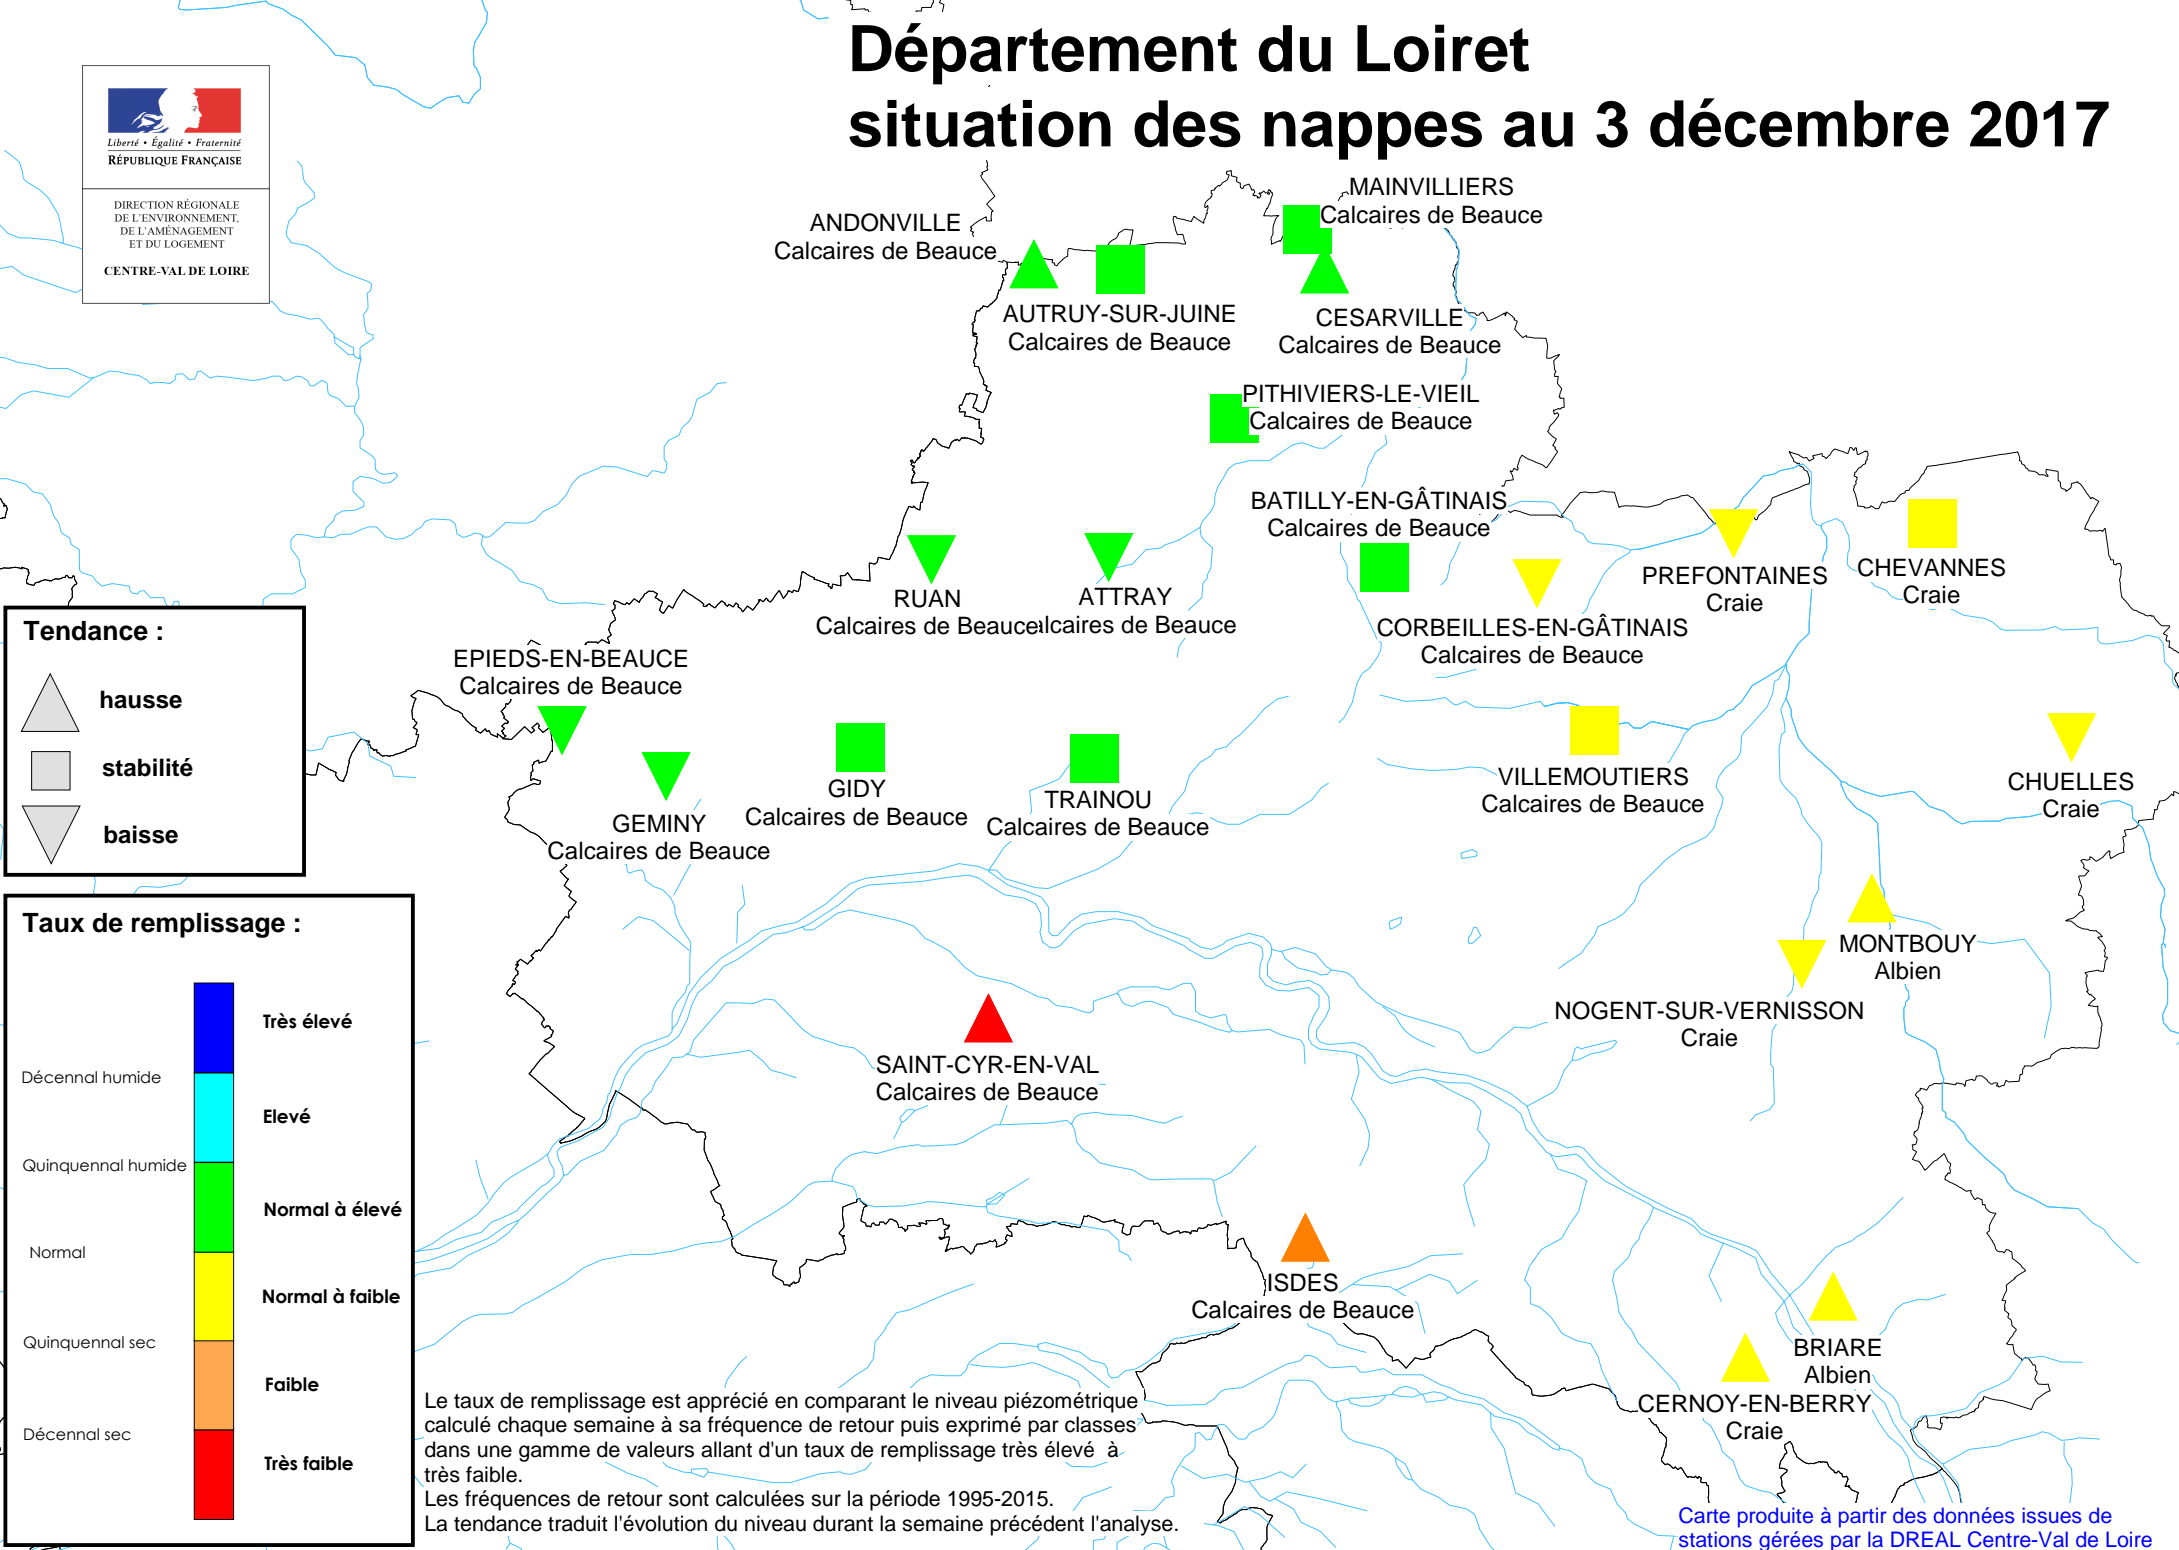 Département du Loiret
situation des nappes au 3 décembre 2017
Liberté • Égalité • Fraternité
RÉPUBLIQUE FRANÇAISE
DIRECTION RÉGIONALE
DE L'ENVIRONNEMENT,
DE L'AMÉNAGEMENT
ET DU LOGEMENT
CENTRE-VAL DE LOIRE
MAINVILLIERS
Calcaires de Beauce
ANDONVILLE
Calcaires de Beauce
AUTRUY-SUR-JUINE
Calcaires de Beauce
CESARVILLE
Calcaires de Beauce
PITHIVIERS-LE-VIEIL
Calcaires de Beauce
BATILLY-EN-GÂTINAIS
Calcaires de Beauce
PREFONTAINES
Craie
CHEVANNES
Craie
RUAN
Calcaires de Beauce
ATTRAY
alcaires de Beauce
CORBEILLES-EN-GÂTINAIS
Calcaires de Beauce
EPIEDS-EN-BEAUCE
Calcaires de Beauce
GEMINY
Calcaires de Beauce
GIDY
Calcaires de Beauce
TRAINOU
Calcaires de Beauce
VILLEMOUTIERS
Calcaires de Beauce
CHUELLES
Craie
MONTBOUY
Albien
NOGENT-SUR-VERNISSON
Craie
SAINT-CYR-EN-VAL
Calcaires de Beauce
ISDES
Calcaires de Beauce
BRIARE
Albien
CERNOY-EN-BERRY
Craie
Tendance :
hausse
stabilité
baisse
Taux de remplissage :
Très élevé
Décennal humide
Elevé
Quinquennal humide
Normal à élevé
Normal
Normal à faible
Quinquennal sec
Faible
Décennal sec
Très faible
Le taux de remplissage est apprécié en comparant le niveau piézométrique
calculé chaque semaine à sa fréquence de retour puis exprimé par classes
dans une gamme de valeurs allant d'un taux de remplissage très élevé à
très faible.
Les fréquences de retour sont calculées sur la période 1995-2015.
La tendance traduit l'évolution du niveau durant la semaine précédent l'analyse.
Carte produite à partir des données issues de
stations gérées par la DREAL Centre-Val de Loire